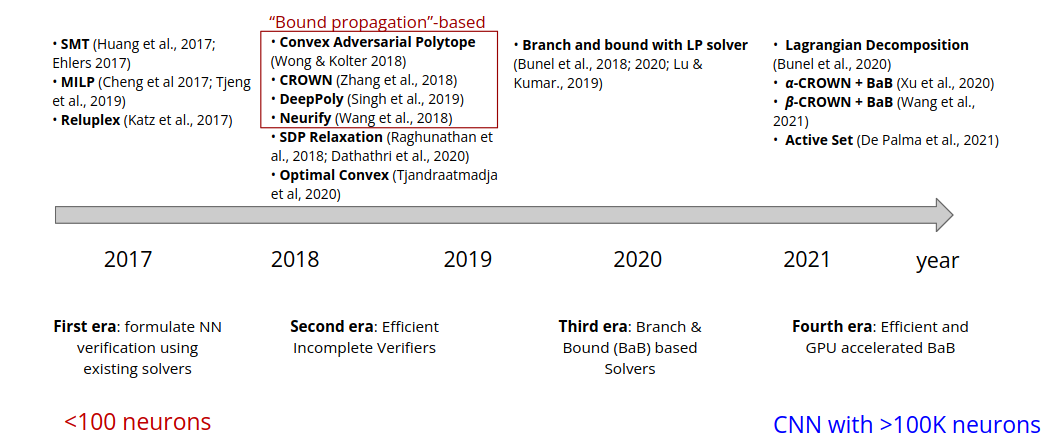 “Bound propagation”-based
• SMT (Huang et al., 2017;
Ehlers 2017)
• MILP (Cheng et al 2017; Tjeng
et al., 2019)
• Reluplex (Katz et al., 2017)
• Convex Adversarial Polytope
(Wong & Kolter 2018)
• CROWN (Zhang et al., 2018)
• DeepPoly (Singh et al., 2019)
• Neurify (Wang et al., 2018)
• SDP Relaxation (Raghunathan et
al., 2018; Dathathri et al., 2020)
• Optimal Convex (Tjandraatmadja
et al, 2020)
• Branch and bound with LP solver
(Bunel et al., 2018; 2020; Lu &
Kumar., 2019)
• Lagrangian Decomposition
(Bunel et al., 2020)
• α-CROWN + BaB (Xu et al., 2020)
• β-CROWN + BaB (Wang et al.,
2021)
• Active Set (De Palma et al., 2021)
2017
2018
2019
2020
2021
year
First era: formulate NN
verification using
existing solvers
Second era: Efficient
Incomplete Verifiers
Third era: Branch &
Bound (BaB) based
Solvers
Fourth era: Efficient and
GPU accelerated BaB
<100 neurons
CNN with >100K neurons